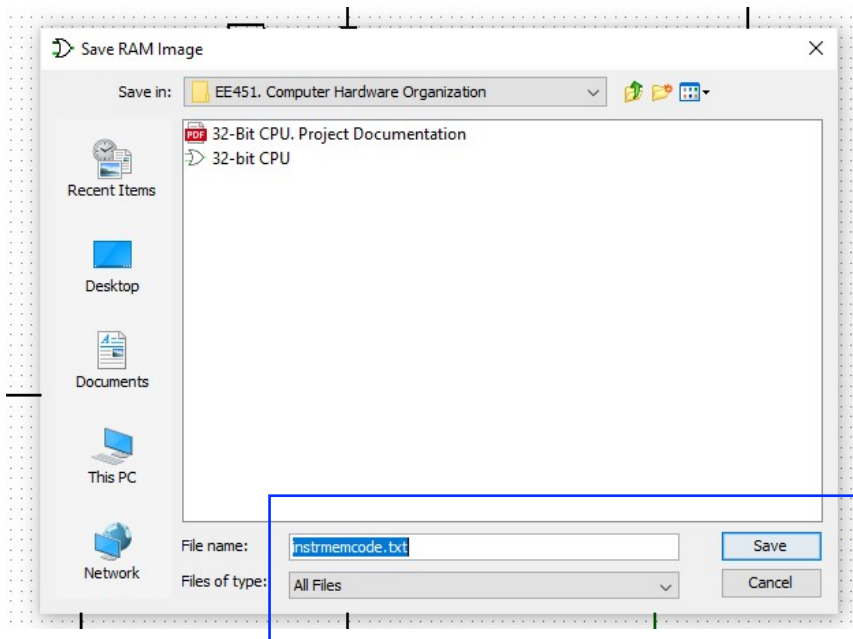 Save RAM Image
Save in:
EE451. Computer Hardware Organization
PDF
32-Bit CPU. Project Documentation
32-bit CPU
Recent Items
Desktop
Documents
This PC
Network
File name:
instrmemcode.txt
Save
Files of type:
All Files
Cancel